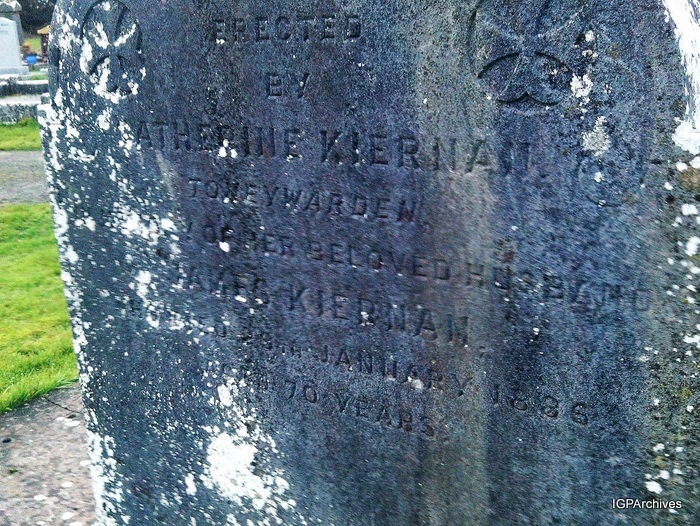 ERECTED
BY
CATHERINE KIERNAN,
TONEYWARDEN,
OF HER BELOVED HUSBAND
JAMES KIERNAN,
JANUARY 1886
70 YEARS.
IGPArchives